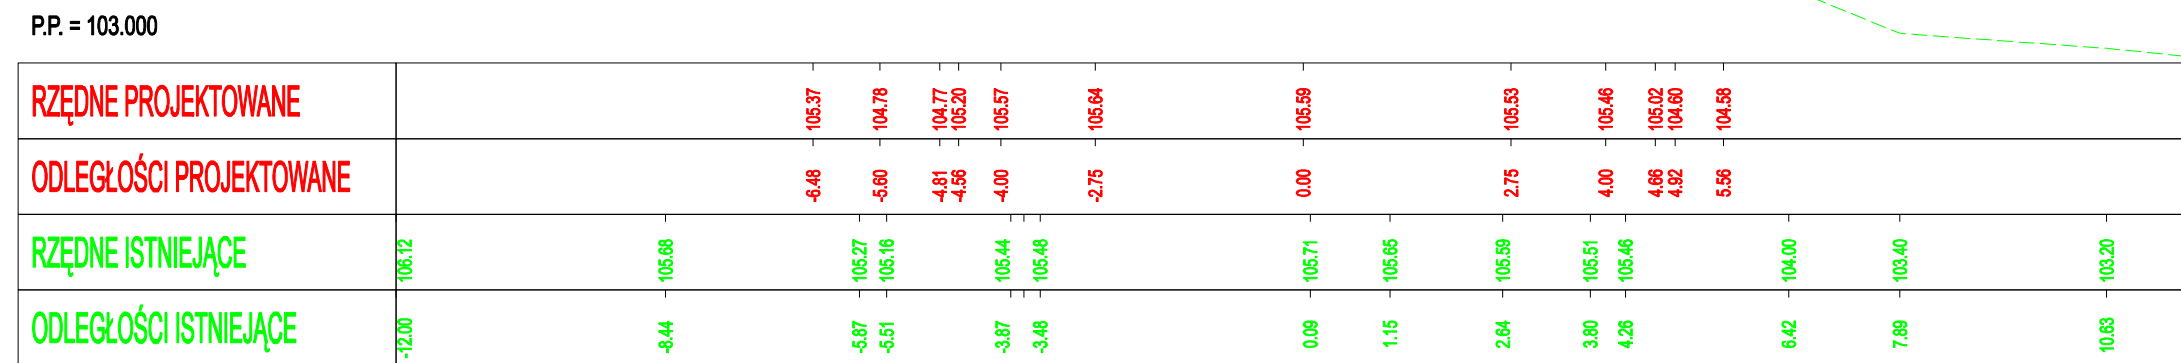 P.P. = 103.000
RZĘDNE PROJEKTOWANE 105.37 104.78 104.77 105.20 105.57 105.64 105.59 105.53 105.46 105.02 104.60 104.58
ODLEGŁOŚCI PROJEKTOWANE -6.48 -5.60 -4.81 -4.56 -4.00 -2.75 0.00 2.75 4.00 4.66 4.92 5.56
RZĘDNE ISTNIEJĄCE 106.12 105.68 105.27 105.16 105.44 105.48 105.71 105.65 105.59 105.51 105.46 104.00 103.40 103.20
ODLEGŁOŚCI ISTNIEJĄCE -12.00 -8.44 -5.87 -5.51 -3.87 -3.48 0.09 1.15 2.64 3.80 4.26 6.42 7.89 10.63